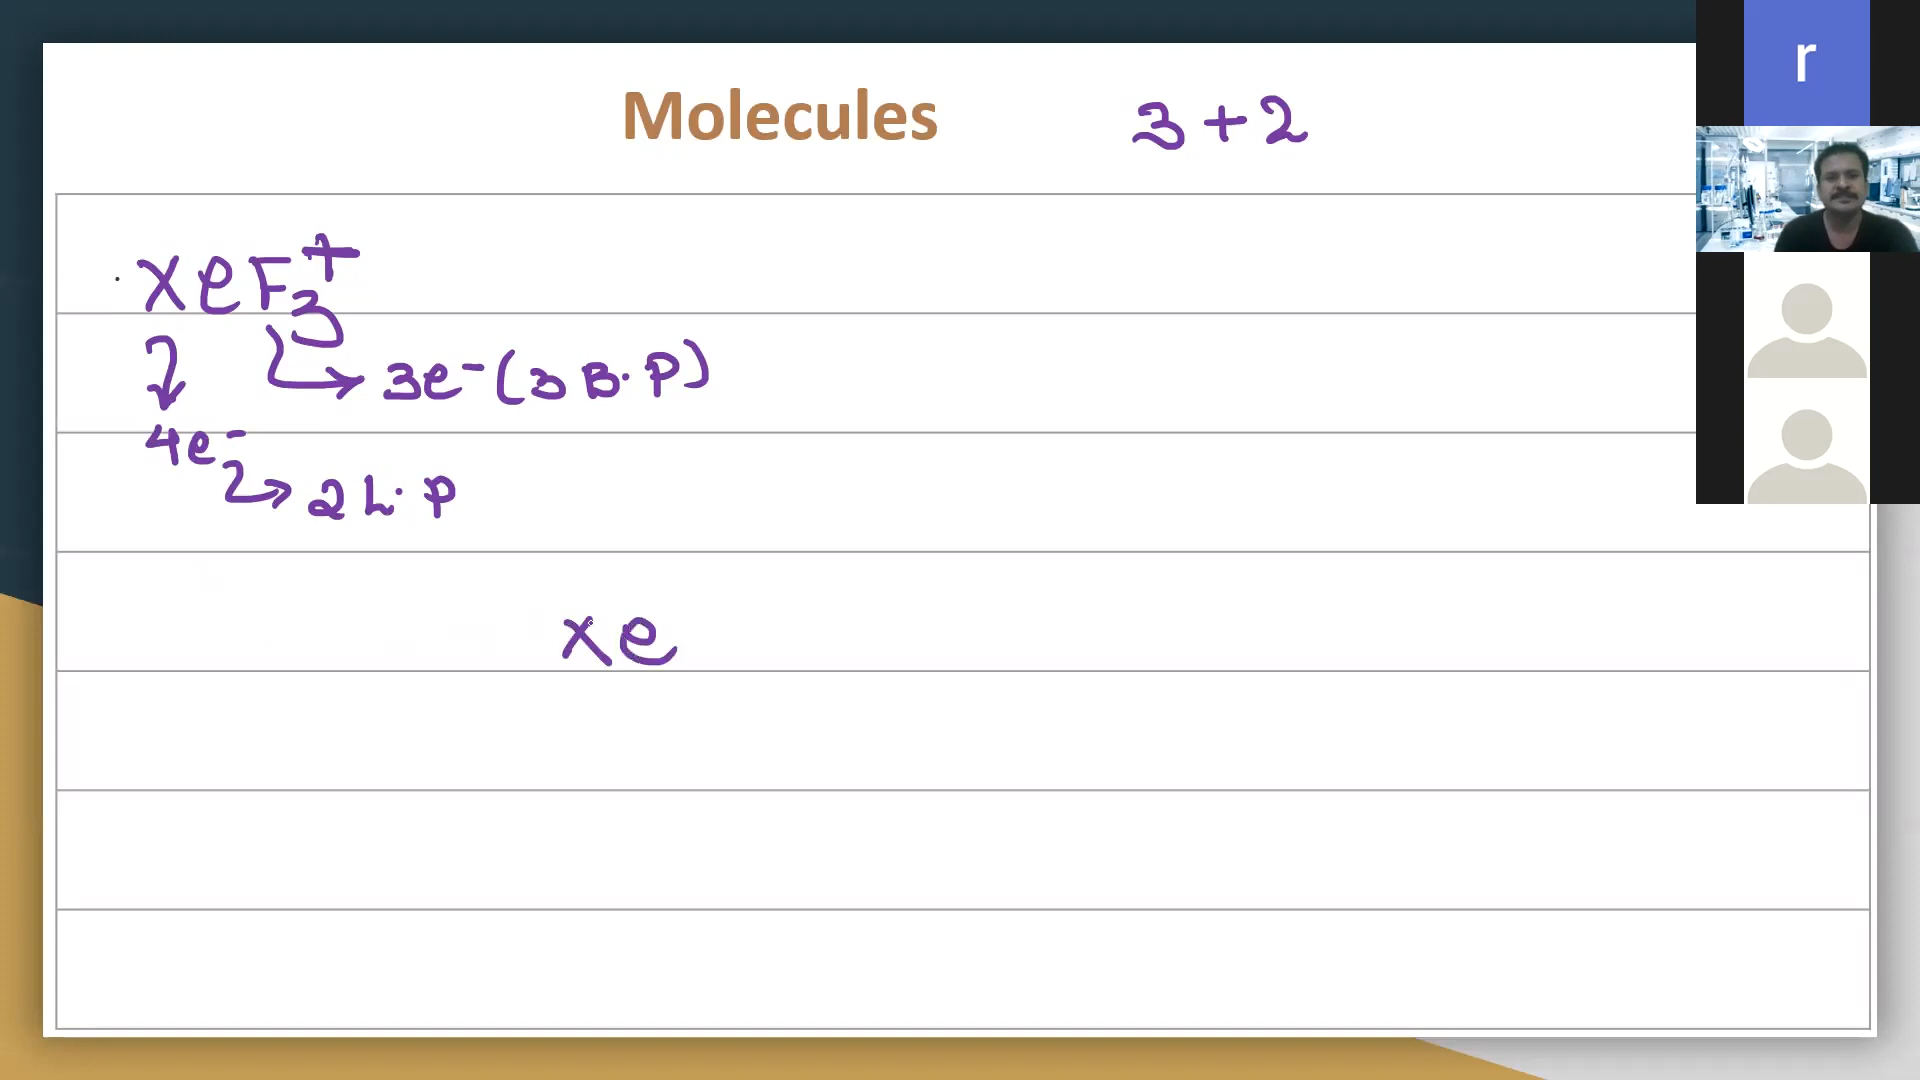 Molecules 3 + 2
r
XeF₃⁺
3e⁻ (3 B.P)
4e⁻
2 L.P
Xe